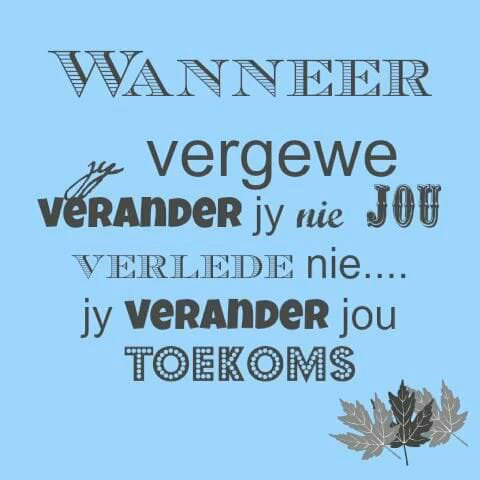 WANNEER
jy vergewe
verander jy nie JOU
VERLEDE nie....
jy verander jou
TOEKOMS